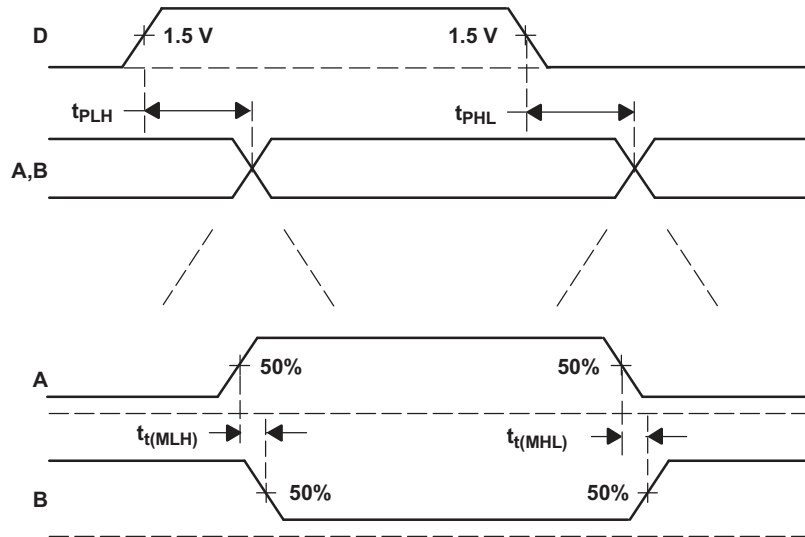 D 1.5 V 1.5 V
tPLH tPHL
A,B
A 50% 50%
tt(MLH) tt(MHL)
B 50% 50%